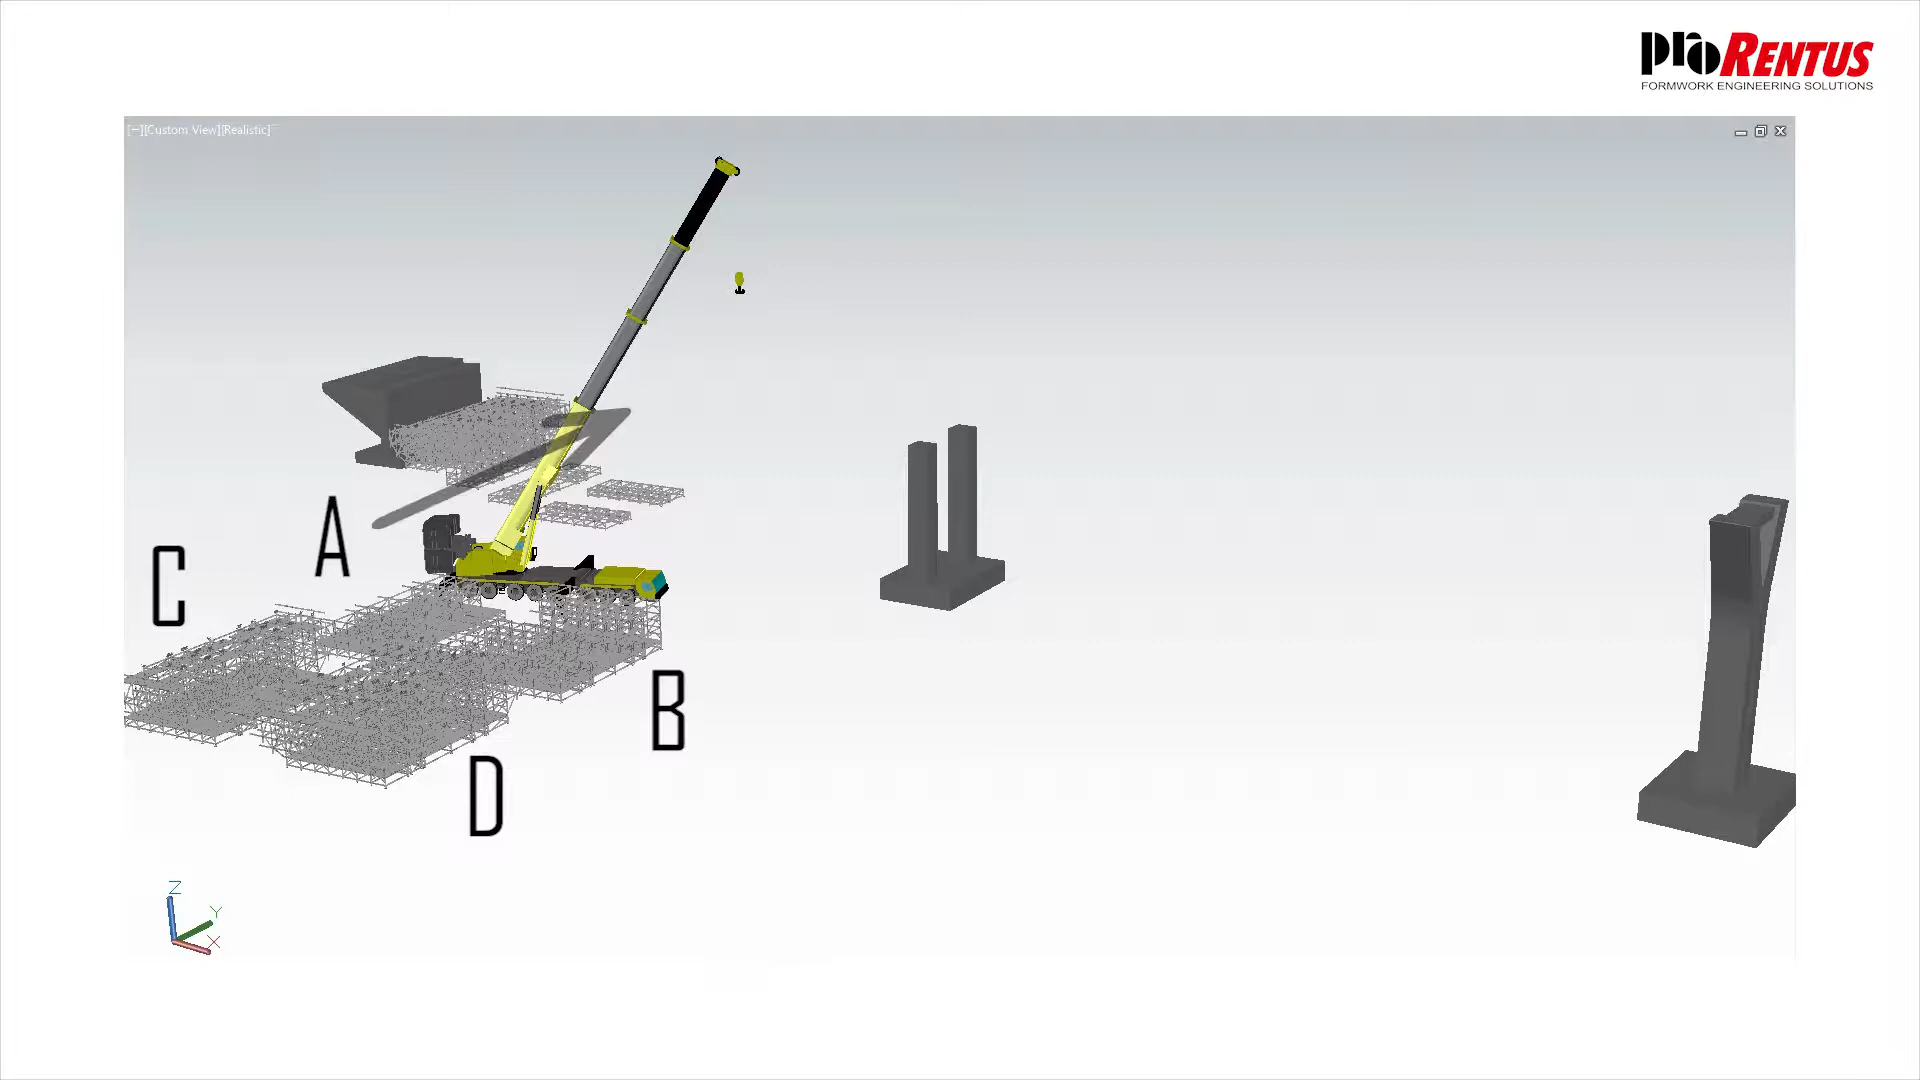 proRENTUS
FORMWORK ENGINEERING SOLUTIONS
[−][Custom View][Realistic]
A
C
B
D
Z
Y
X